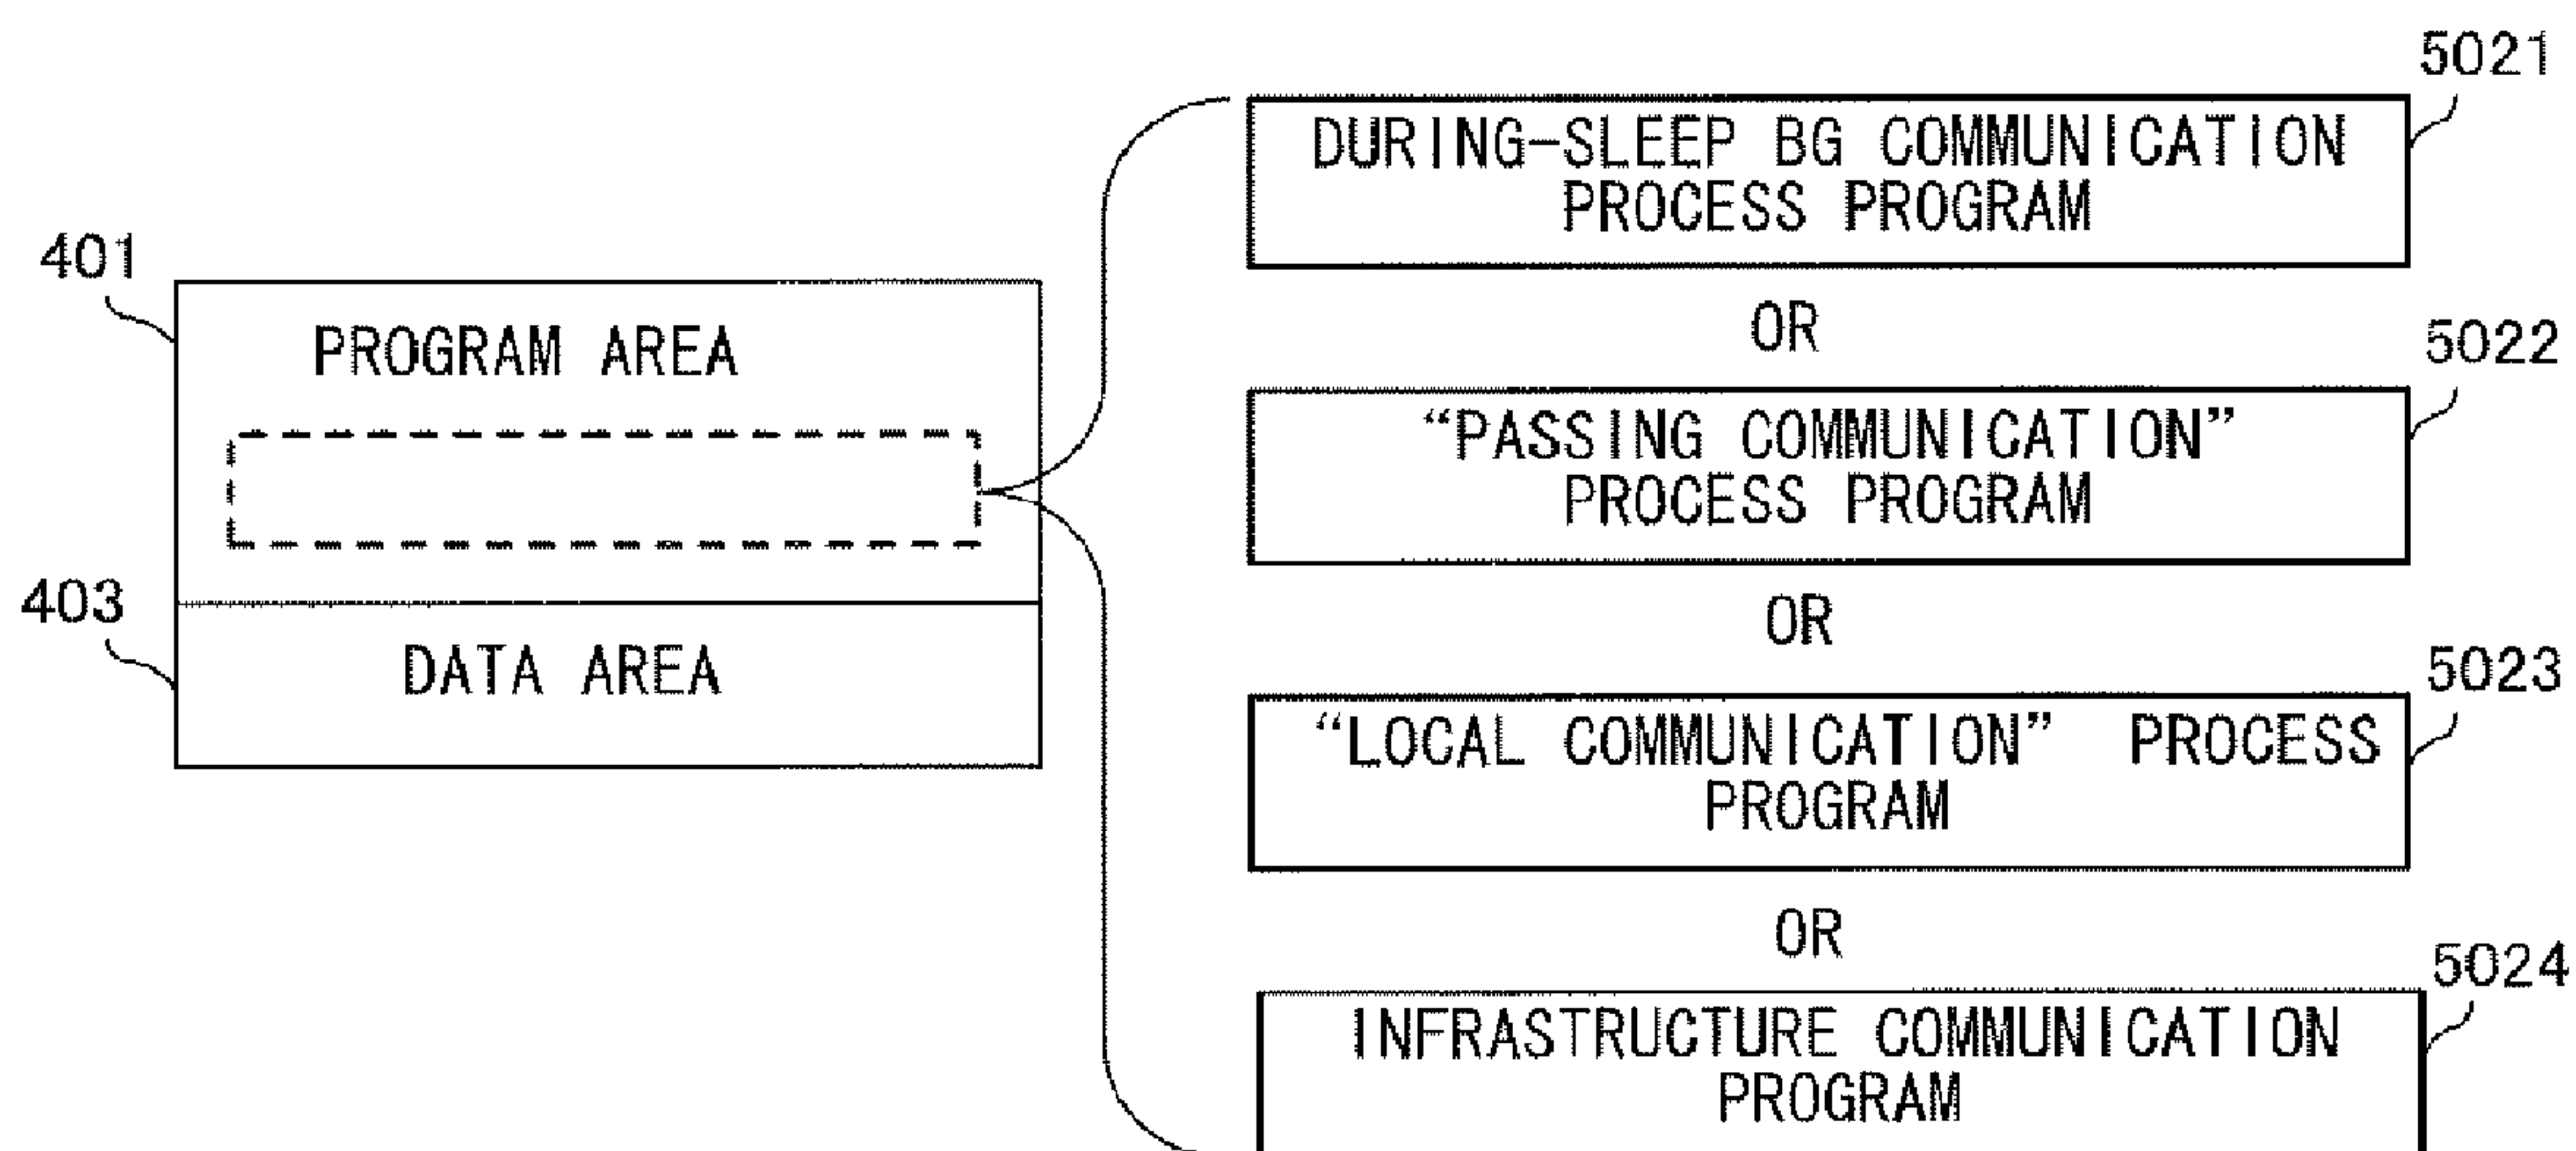 401
PROGRAM AREA
403
DATA AREA
5021
DURING-SLEEP BG COMMUNICATION
PROCESS PROGRAM
OR
5022
“PASSING COMMUNICATION”
PROCESS PROGRAM
OR
5023
“LOCAL COMMUNICATION” PROCESS
PROGRAM
OR
5024
INFRASTRUCTURE COMMUNICATION
PROGRAM